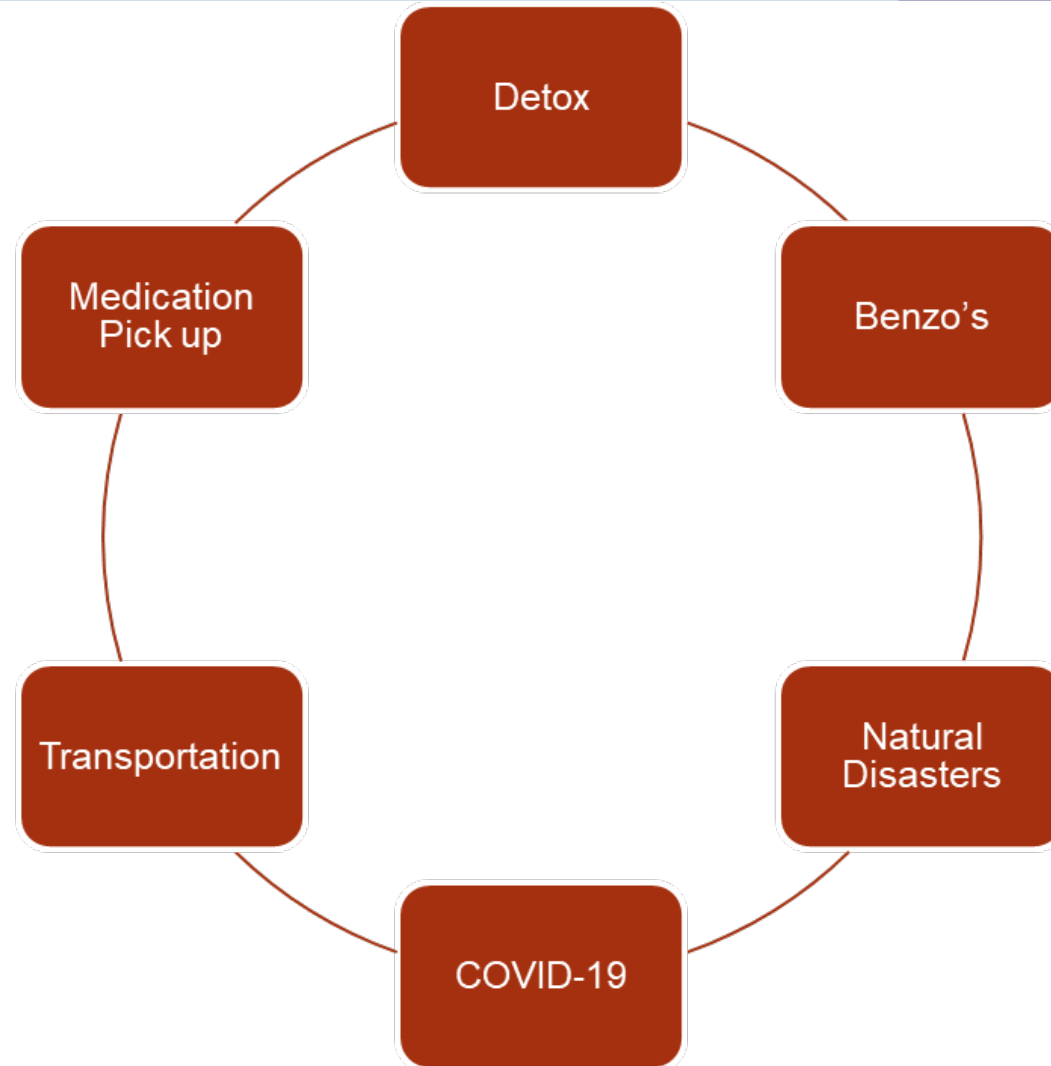 Detox
Medication
Pick up
Benzo’s
Transportation
Natural
Disasters
COVID-19